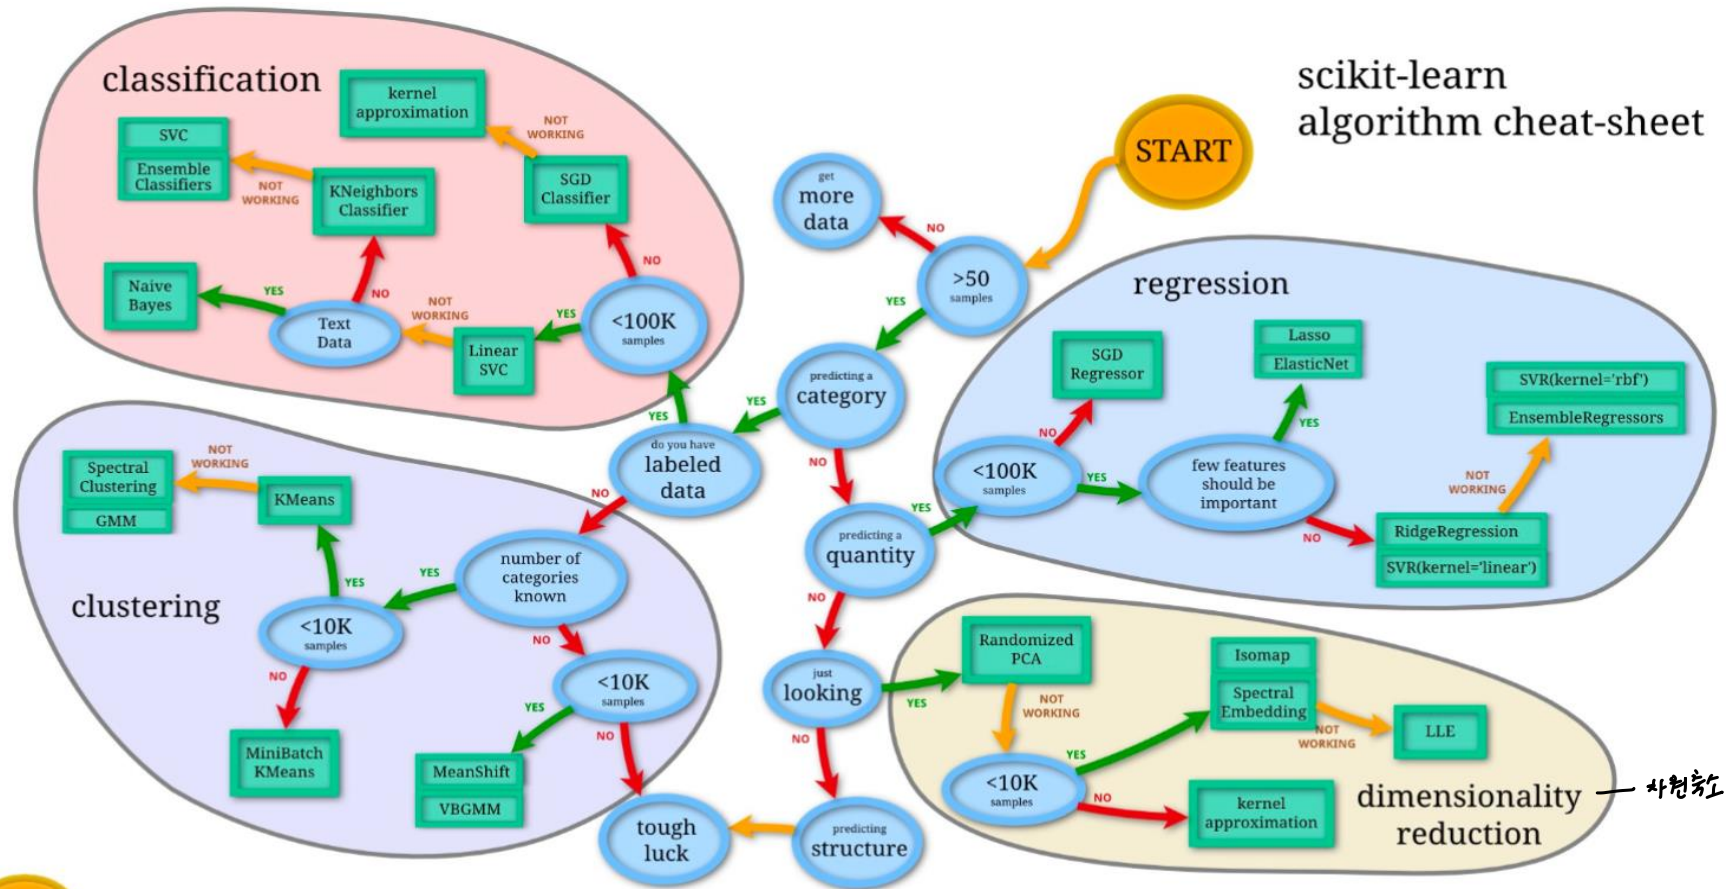 scikit-learn
algorithm cheat-sheet
START
classification
kernel
approximation
NOT
WORKING
SVC
Ensemble
Classifiers
NOT
WORKING
KNeighbors
Classifier
SGD
Classifier
NO
Naive
Bayes
YES
NO
Text
Data
NOT
WORKING
Linear
SVC
YES
<100K
samples
YES
get
more
data
NO
>50
samples
YES
predicting a
category
YES
do you have
labeled
data
NO
NO
predicting a
quantity
YES
NO
just
looking
YES
NO
predicting
structure
tough
luck
regression
SGD
Regressor
NO
<100K
samples
YES
few features
should be
important
YES
Lasso
ElasticNet
NO
RidgeRegression
SVR(kernel='linear')
NOT
WORKING
SVR(kernel='rbf')
EnsembleRegressors
clustering
Spectral
Clustering
GMM
NOT
WORKING
KMeans
YES
<10K
samples
NO
MiniBatch
KMeans
YES
number of
categories
known
NO
<10K
samples
YES
MeanShift
VBGMM
NO
Randomized
PCA
NOT
WORKING
<10K
samples
YES
Isomap
Spectral
Embedding
NOT
WORKING
LLE
NO
kernel
approximation
dimensionality
reduction
차원축소